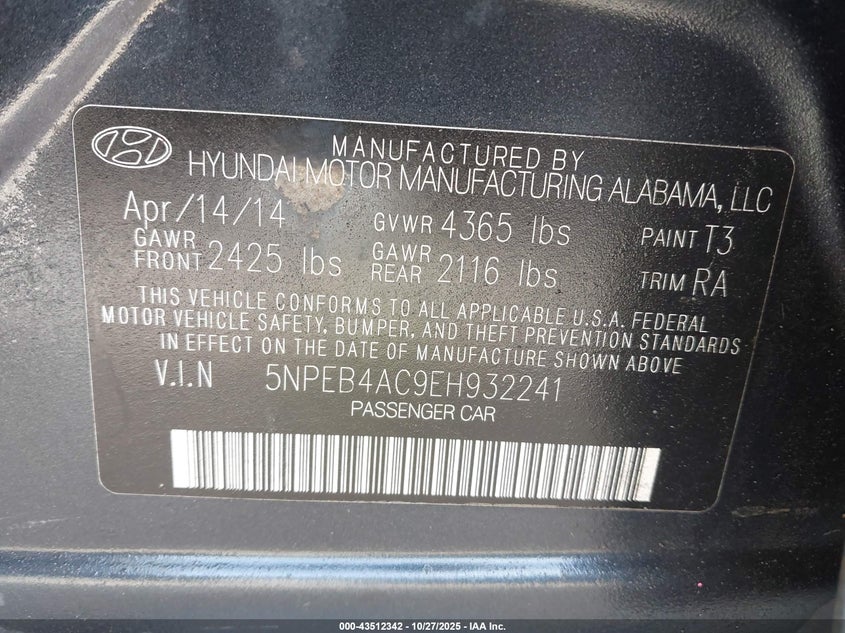 MANUFACTURED BY
HYUNDAI MOTOR MANUFACTURING ALABAMA, LLC
Apr/14/14 GVWR 4365 lbs PAINT T3
GAWR FRONT 2425 lbs GAWR REAR 2116 lbs TRIM RA
THIS VEHICLE CONFORMS TO ALL APPLICABLE U.S.A. FEDERAL
MOTOR VEHICLE SAFETY, BUMPER, AND THEFT PREVENTION STANDARDS
IN EFFECT ON THE DATE OF MANUFACTURE SHOWN ABOVE
V.I.N 5NPEB4AC9EH932241
PASSENGER CAR
000-43512342 | 10/27/2025 - IAA Inc.